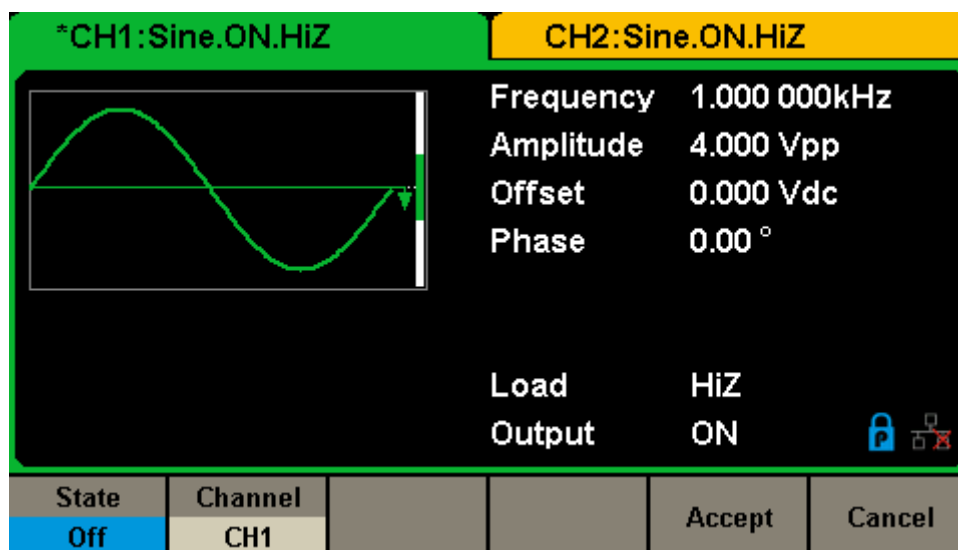 *CH1:Sine.ON.HiZ
CH2:Sine.ON.HiZ
Frequency 1.000 000kHz
Amplitude 4.000 Vpp
Offset 0.000 Vdc
Phase 0.00 °
Load HiZ
Output ON
P
State Channel Accept Cancel
Off CH1